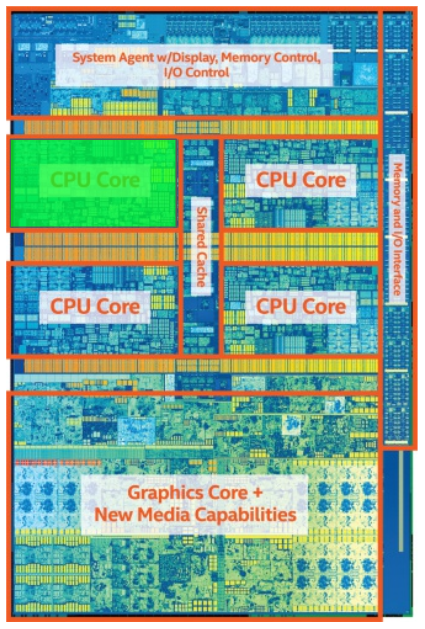 System Agent w/Display, Memory Control,
I/O Control
CPU Core
CPU Core
Shared Cache
Memory and I/O Interface
CPU Core
CPU Core
Graphics Core +
New Media Capabilities